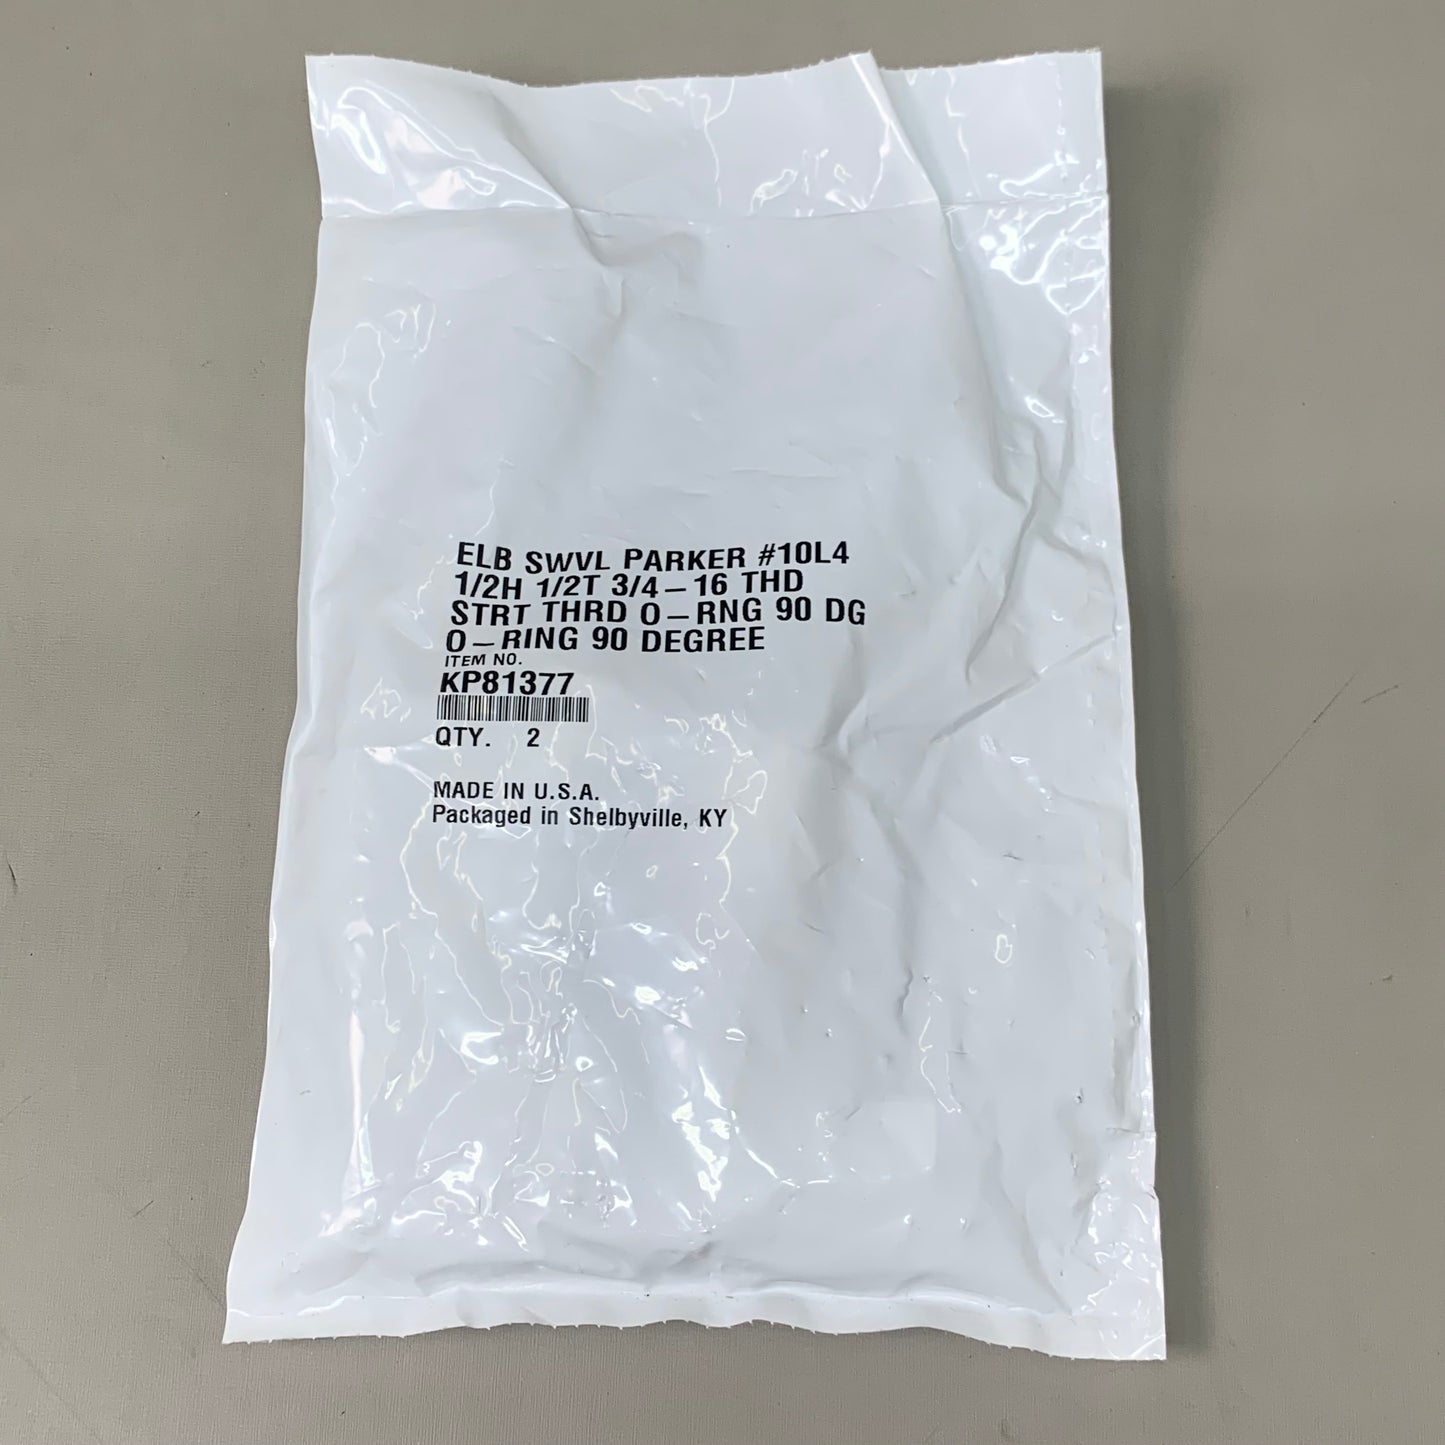 ELB SWVL PARKER #10L4
1/2H 1/2T 3/4-16 THD
STRT THRD O-RNG 90 DG
O-RING 90 DEGREE
ITEM NO.
KP81377
QTY. 2
MADE IN U.S.A.
Packaged in Shelbyville, KY